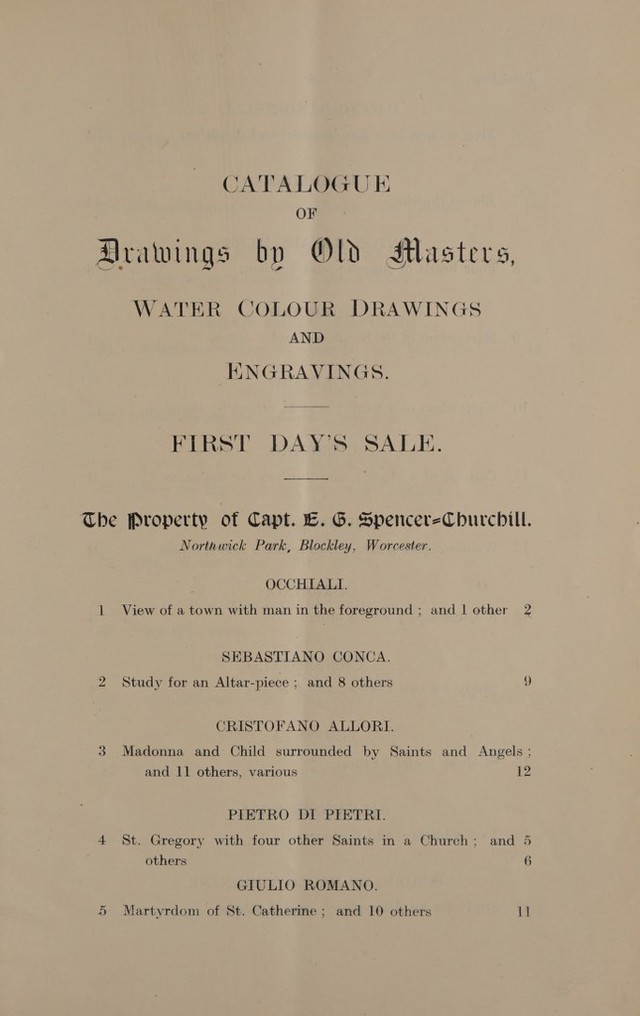 CATALOGUE
OF
Drawings by Old Masters,
WATER COLOUR DRAWINGS
AND
ENGRAVINGS.
FIRST DAY'S SALE.
The Property of Capt. E. G. Spencer-Churchill.
Northwick Park, Blockley, Worcester.
OCCHIALI.
1 View of a town with man in the foreground ; and 1 other 2
SEBASTIANO CONCA.
2 Study for an Altar-piece ; and 8 others 9
CRISTOFANO ALLORI.
3 Madonna and Child surrounded by Saints and Angels ;
and 11 others, various 12
PIETRO DI PIETRI.
4 St. Gregory with four other Saints in a Church ; and 5
others 6
GIULIO ROMANO.
5 Martyrdom of St. Catherine ; and 10 others 11